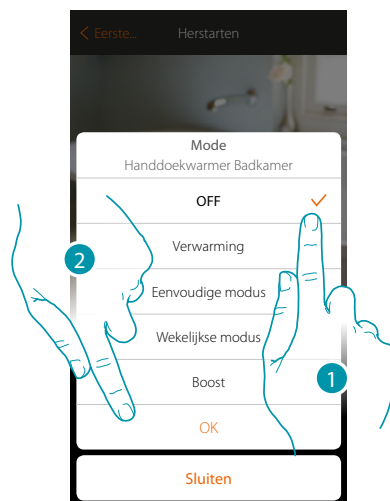 < Eerste... Herstarten
Mode
Handdoekwarmer Badkamer
OFF
2
Verwarming
Eenvoudige modus
Wekelijkse modus
Boost
1
OK
Sluiten